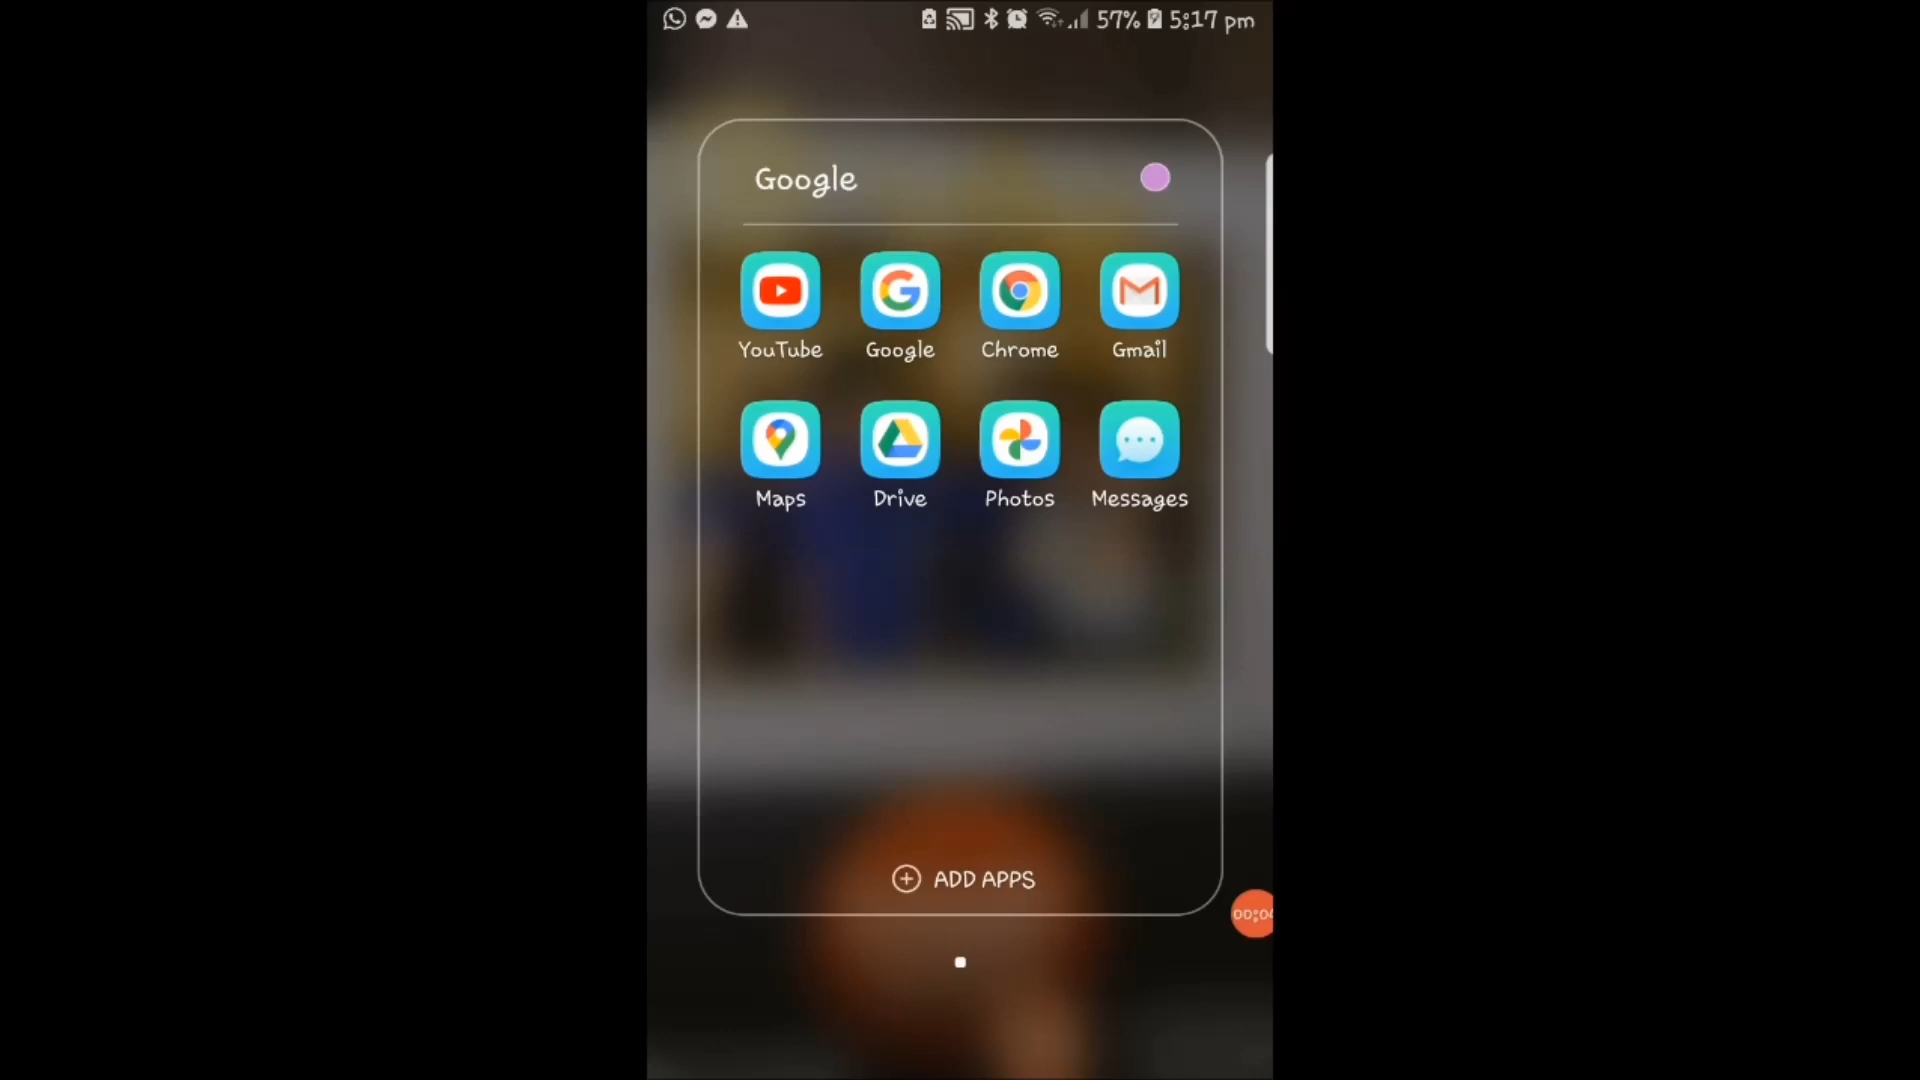 57% 5:17 pm
Google
YouTube Google Chrome Gmail
Maps Drive Photos Messages
ADD APPS